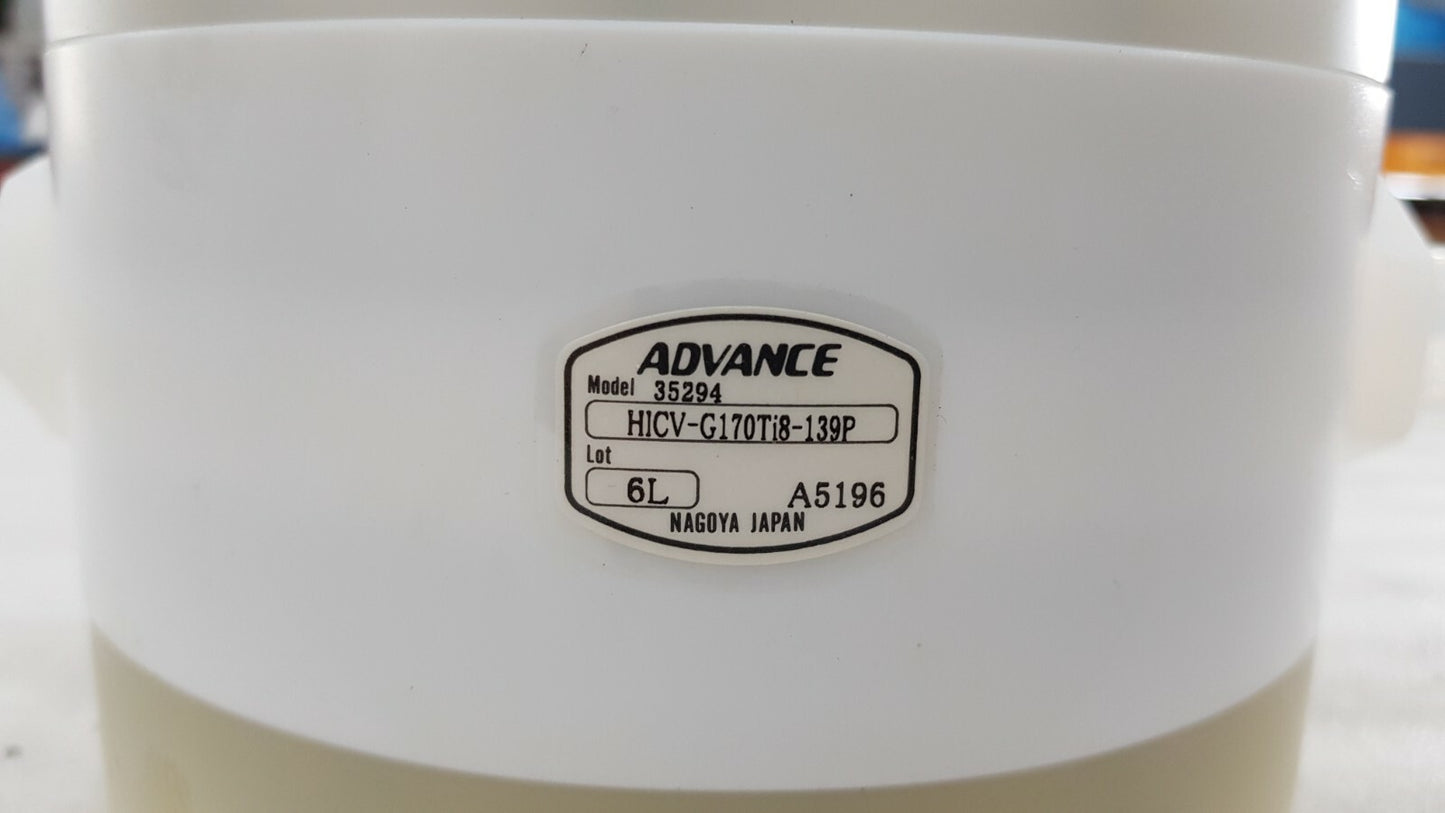 ADVANCE
Model 35294
HICV-G170Ti8-139P
Lot
6L A5196
NAGOYA JAPAN